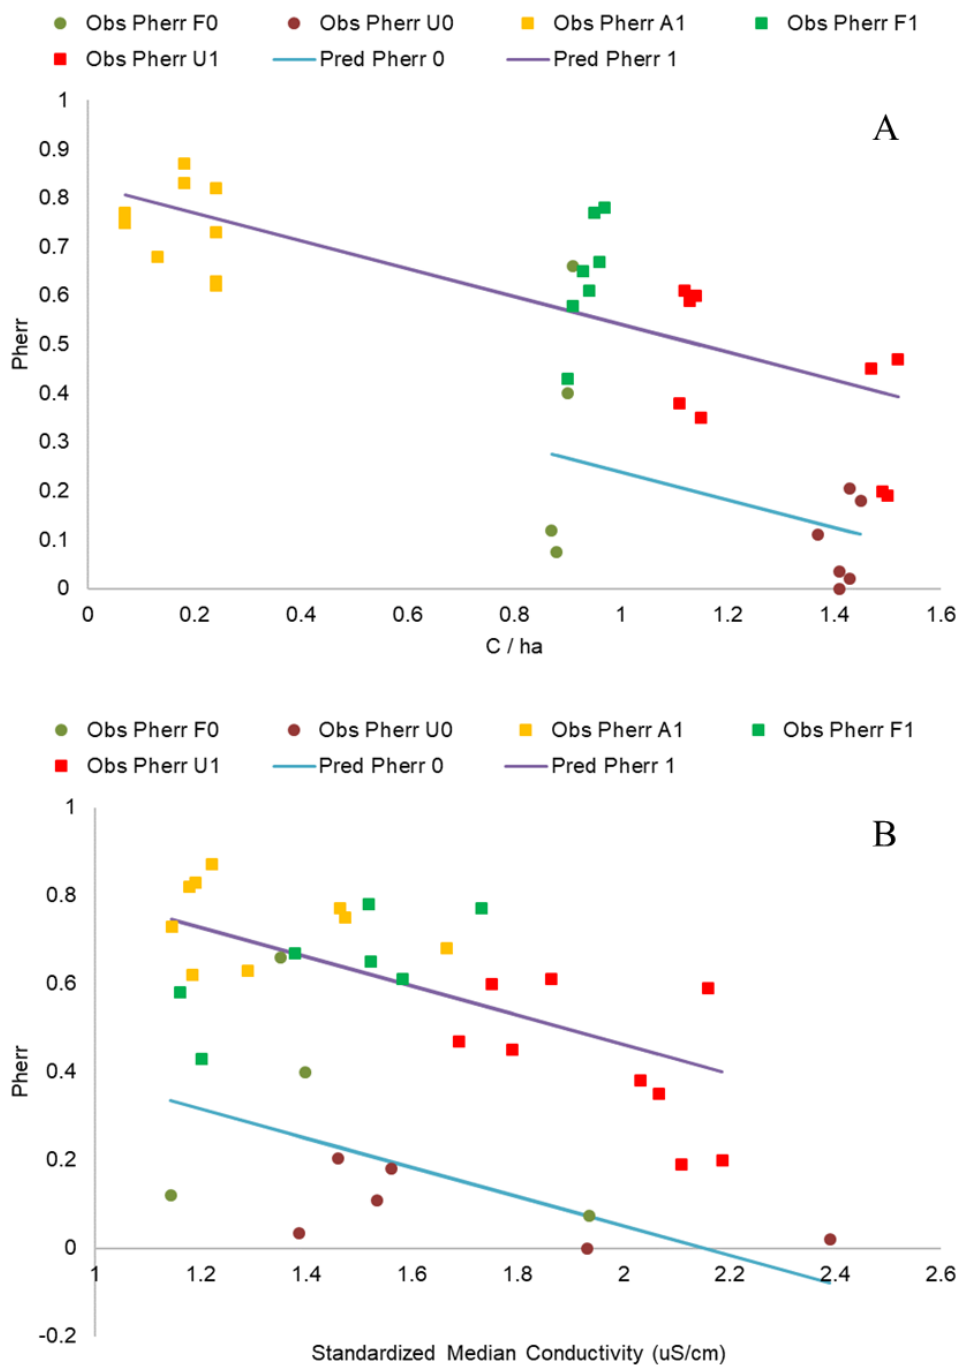 Obs Pherr F0 Obs Pherr U0 Obs Pherr A1 Obs Pherr F1
Obs Pherr U1 Pred Pherr 0 Pred Pherr 1
A
1
0.9
0.8
0.7
0.6
0.5
0.4
0.3
0.2
0.1
0
Pherr
0 0.2 0.4 0.6 0.8 1 1.2 1.4 1.6
C / ha
Obs Pherr F0 Obs Pherr U0 Obs Pherr A1 Obs Pherr F1
Obs Pherr U1 Pred Pherr 0 Pred Pherr 1
B
1
0.8
0.6
0.4
0.2
0
-0.2
Pherr
1 1.2 1.4 1.6 1.8 2 2.2 2.4 2.6
Standardized Median Conductivity (uS/cm)